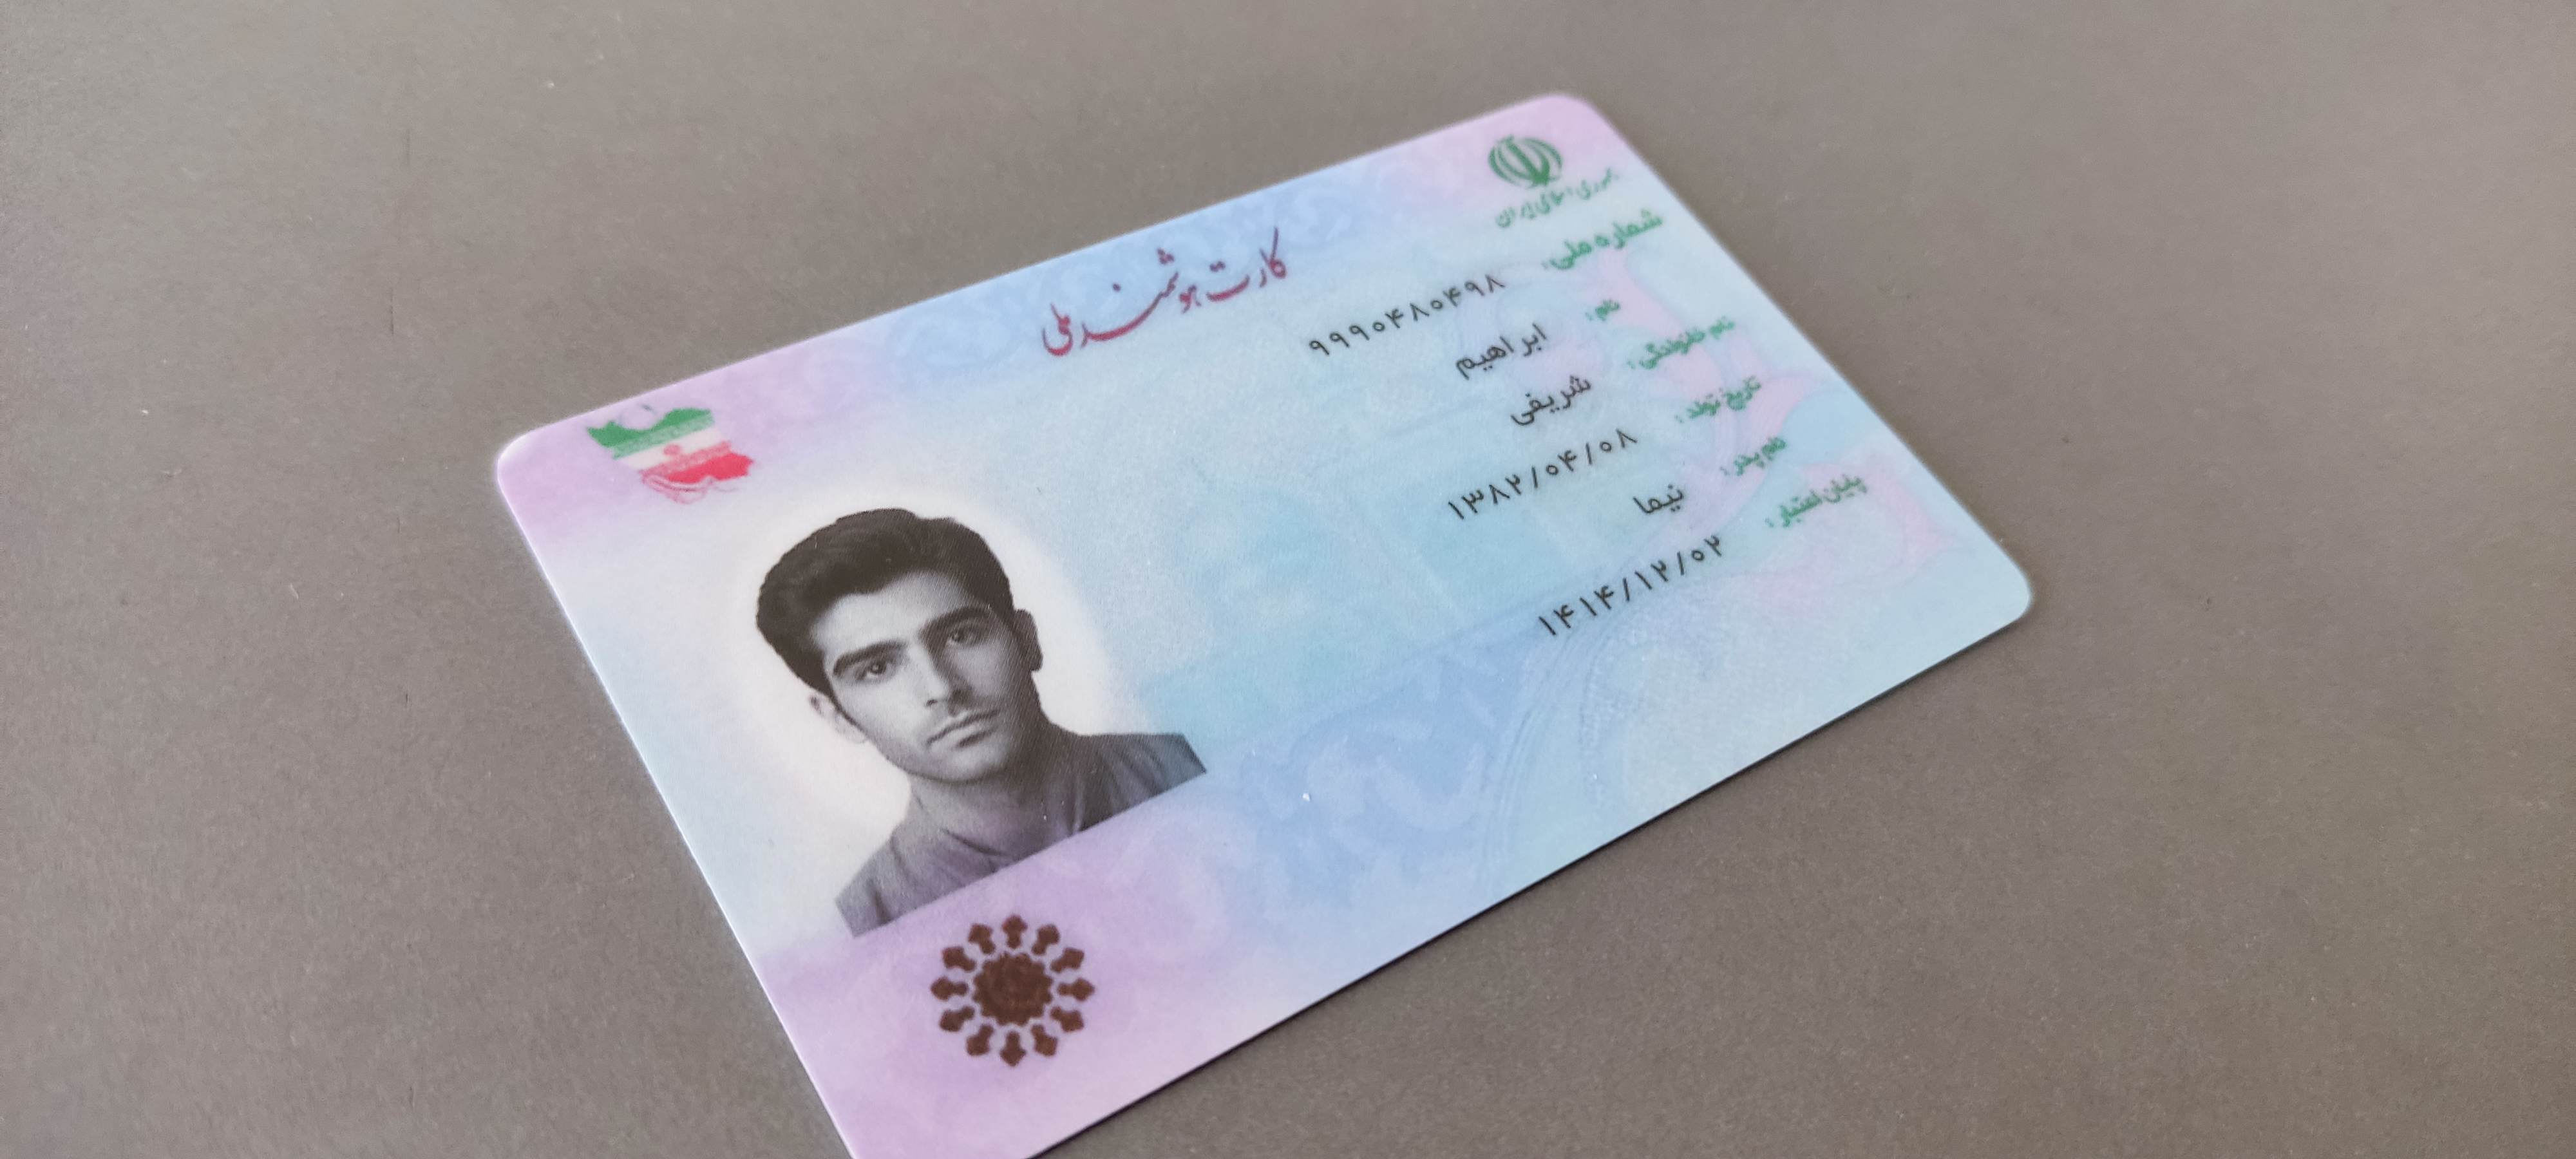 جمهوری اسلامی ایران
کارت هوشمند ملی
شماره ملی: ۹۹۹۰۴۸۰۴۹۸
نام: ابراهیم
نام خانوادگی: شریفی
تاریخ تولد: ۱۳۸۲/۰۴/۰۸
نام پدر: نیما
پایان اعتبار: ۱۴۱۴/۱۲/۰۲